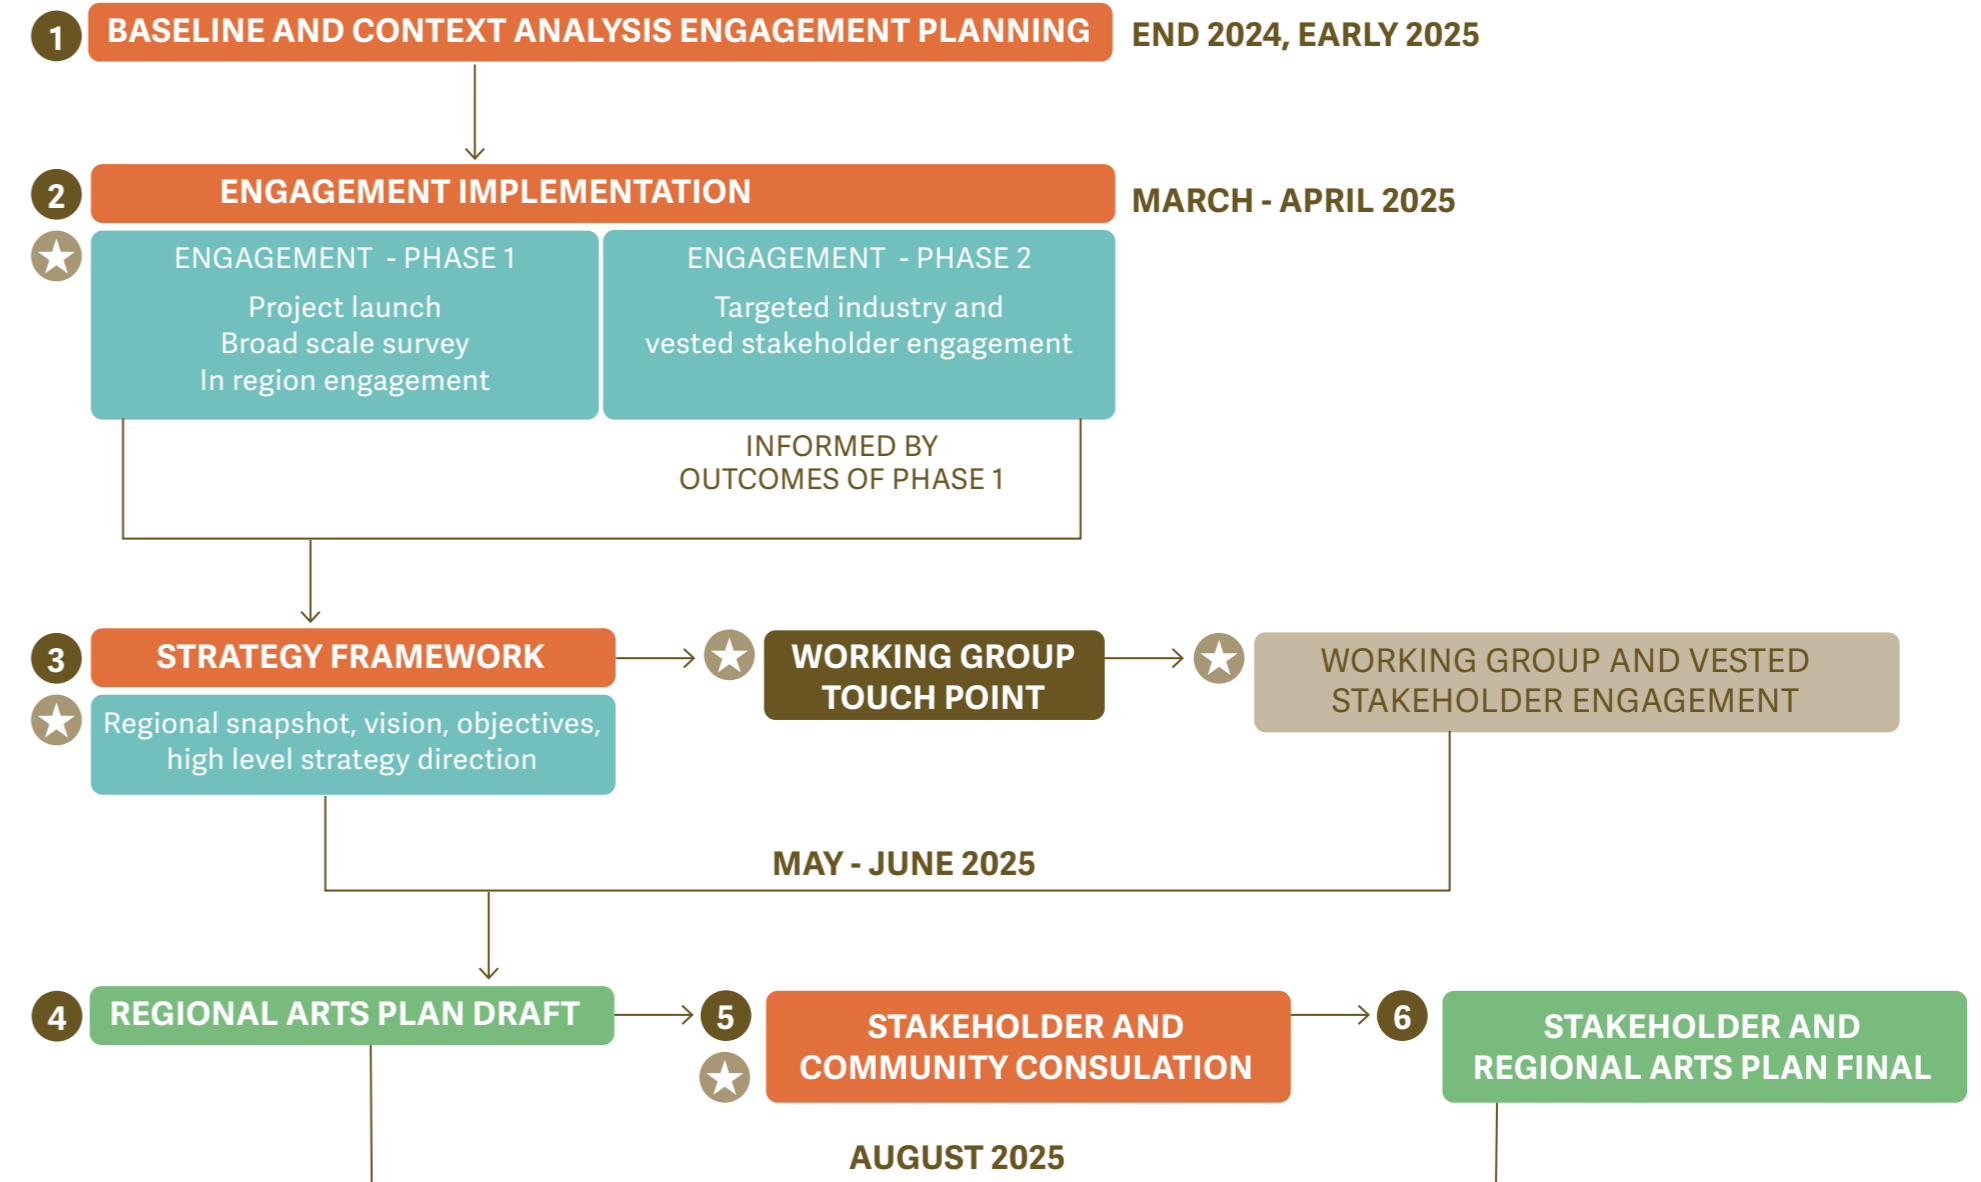 1
BASELINE AND CONTEXT ANALYSIS ENGAGEMENT PLANNING
END 2024, EARLY 2025
2
ENGAGEMENT IMPLEMENTATION
MARCH - APRIL 2025
ENGAGEMENT - PHASE 1
Project launch
Broad scale survey
In region engagement
ENGAGEMENT - PHASE 2
Targeted industry and
vested stakeholder engagement
INFORMED BY
OUTCOMES OF PHASE 1
3
STRATEGY FRAMEWORK
Regional snapshot, vision, objectives,
high level strategy direction
WORKING GROUP
TOUCH POINT
WORKING GROUP AND VESTED
STAKEHOLDER ENGAGEMENT
MAY - JUNE 2025
4
REGIONAL ARTS PLAN DRAFT
5
STAKEHOLDER AND
COMMUNITY CONSULATION
6
STAKEHOLDER AND
REGIONAL ARTS PLAN FINAL
AUGUST 2025